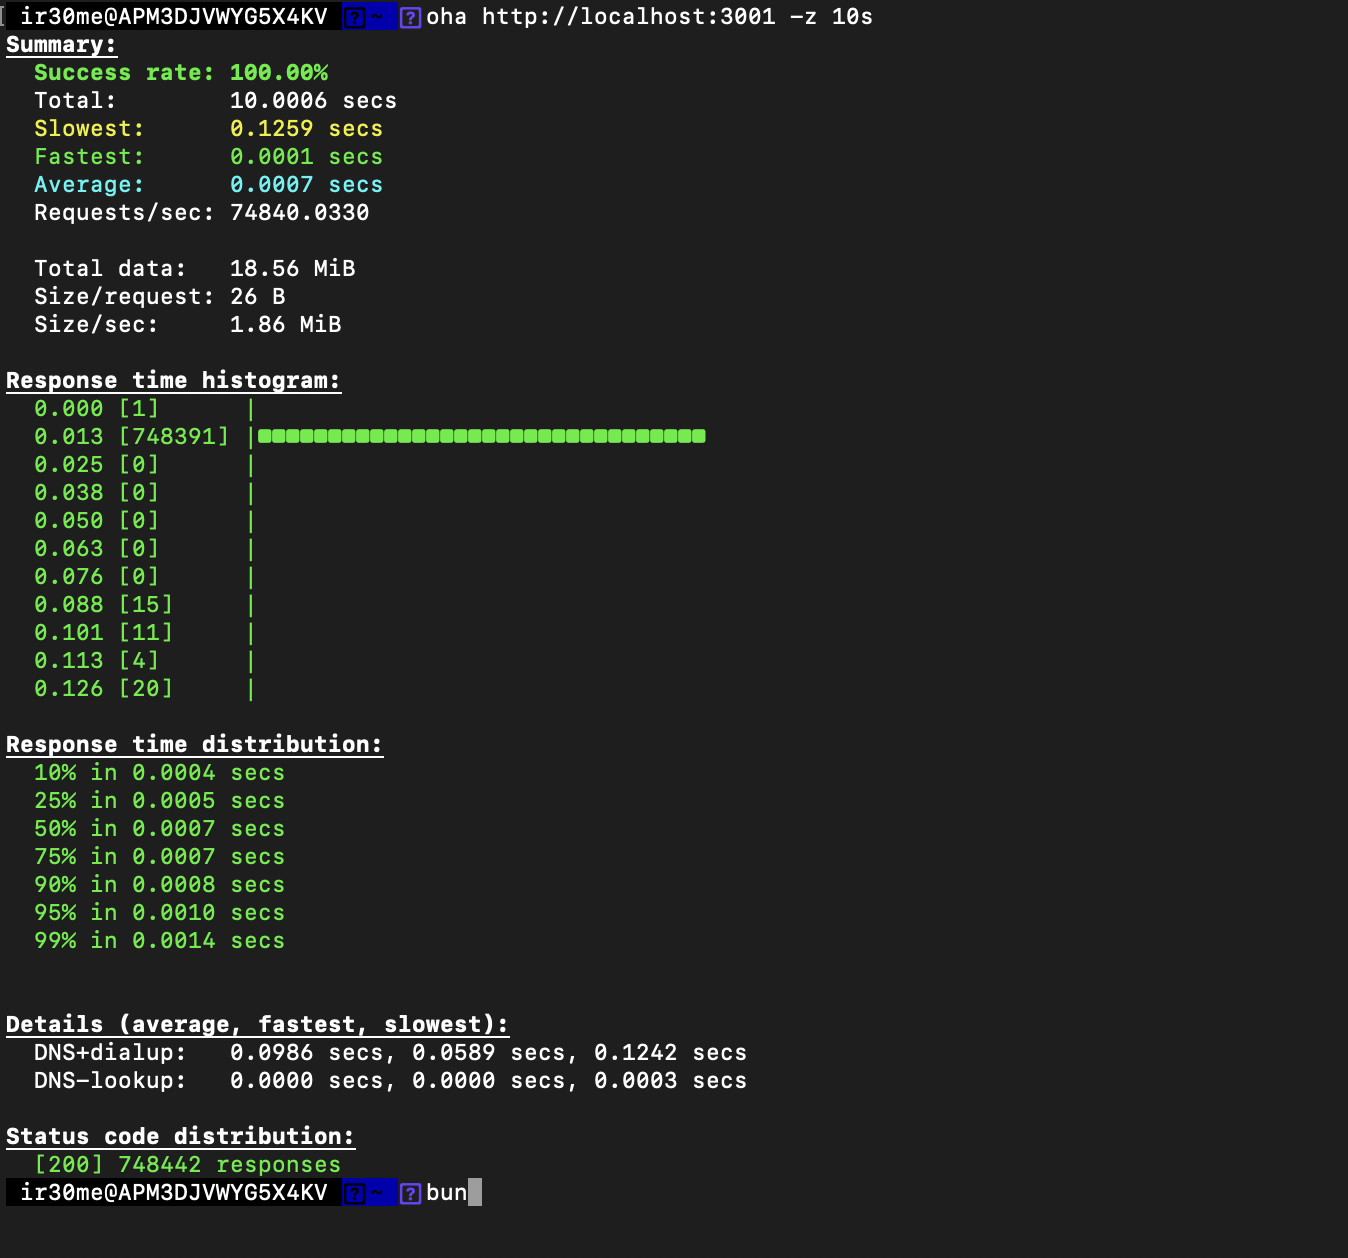 ir30me@APM3DJVWYG5X4KV ? ~ ? oha http://localhost:3001 -z 10s
Summary:
Success rate: 100.00%
Total: 10.0006 secs
Slowest: 0.1259 secs
Fastest: 0.0001 secs
Average: 0.0007 secs
Requests/sec: 74840.0330
Total data: 18.56 MiB
Size/request: 26 B
Size/sec: 1.86 MiB
Response time histogram:
0.000 [1] |
0.013 [748391] |■■■■■■■■■■■■■■■■■■■■■■■■■■■■■■■■
0.025 [0] |
0.038 [0] |
0.050 [0] |
0.063 [0] |
0.076 [0] |
0.088 [15] |
0.101 [11] |
0.113 [4] |
0.126 [20] |
Response time distribution:
10% in 0.0004 secs
25% in 0.0005 secs
50% in 0.0007 secs
75% in 0.0007 secs
90% in 0.0008 secs
95% in 0.0010 secs
99% in 0.0014 secs
Details (average, fastest, slowest):
DNS+dialup: 0.0986 secs, 0.0589 secs, 0.1242 secs
DNS-lookup: 0.0000 secs, 0.0000 secs, 0.0003 secs
Status code distribution:
[200] 748442 responses
ir30me@APM3DJVWYG5X4KV ? ~ ? bun